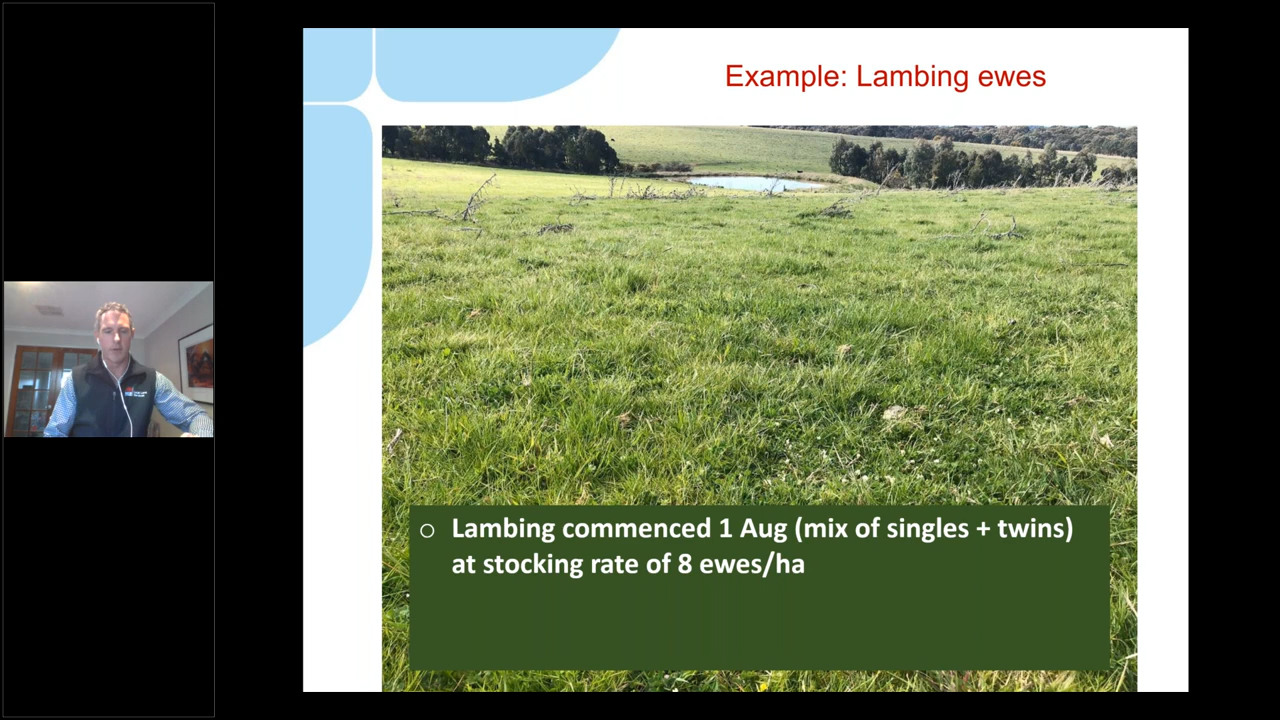 Example: Lambing ewes
○ Lambing commenced 1 Aug (mix of singles + twins)
at stocking rate of 8 ewes/ha